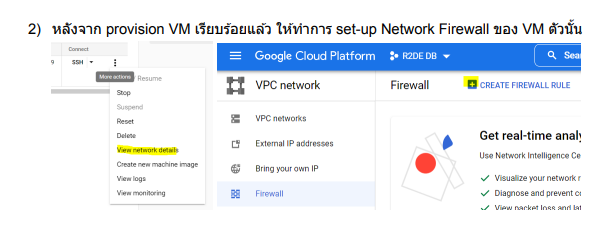 2) หลังจาก provision VM เรียบร้อยแล้ว ให้ทำการ set-up Network Firewall ของ VM ตัวนั้น
Connect
SSH
More actions
Resume
Stop
Suspend
Reset
Delete
View network details
Create new machine image
View logs
View monitoring
Google Cloud Platform
R2DE DB
VPC network
Firewall
CREATE FIREWALL RULE
VPC networks
External IP addresses
Bring your own IP
Firewall
Get real-time
Use Network Intelligence
Visualize your network
Diagnose and prevent
View packet loss and